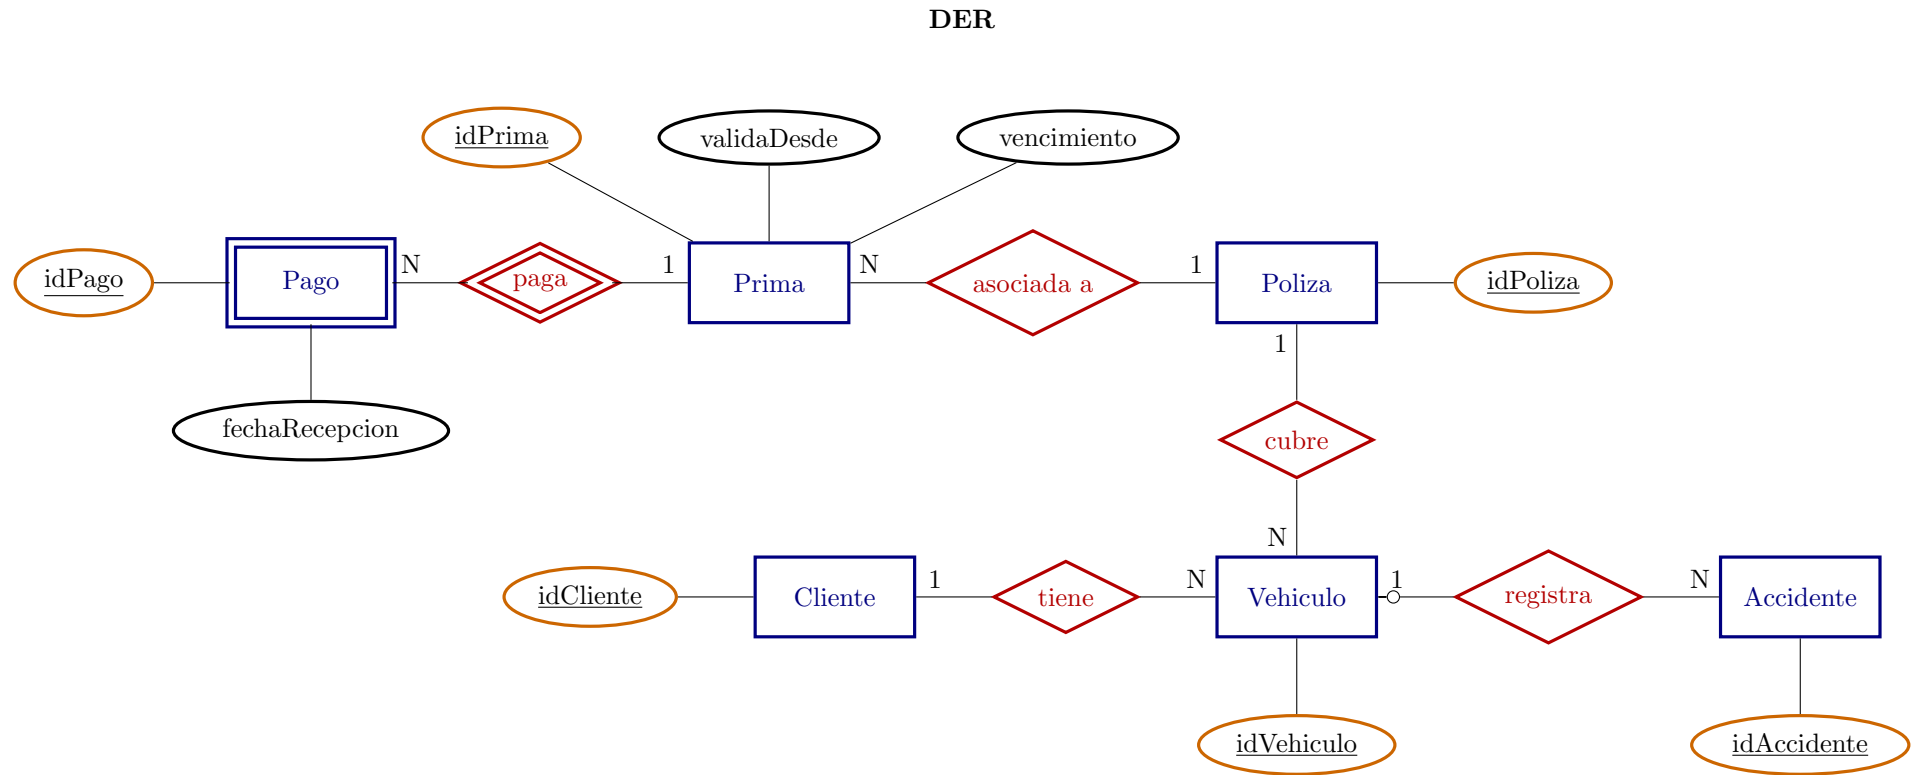 DER
idPrima
validaDesde
vencimiento
idPago
Pago
N
paga
1
Prima
N
asociada a
1
Poliza
idPoliza
1
fechaRecepcion
cubre
N
idCliente
Cliente
1
tiene
N
Vehiculo
1
registra
N
Accidente
idVehiculo
idAccidente